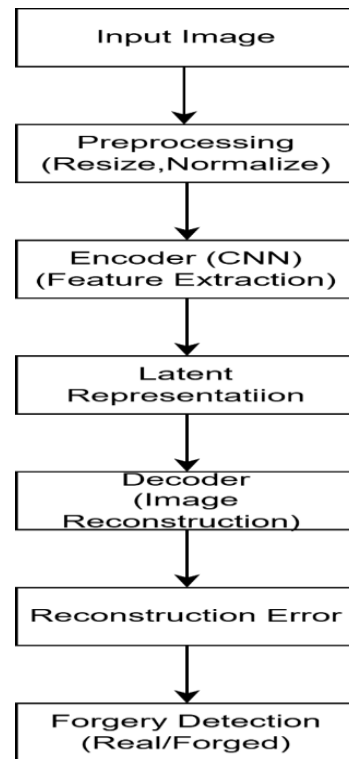 Input Image
Preprocessing
(Resize,Normalize)
Encoder (CNN)
(Feature Extraction)
Latent
Representatiion
Decoder
(Image
Reconstruction)
Reconstruction Error
Forgery Detection
(Real/Forged)